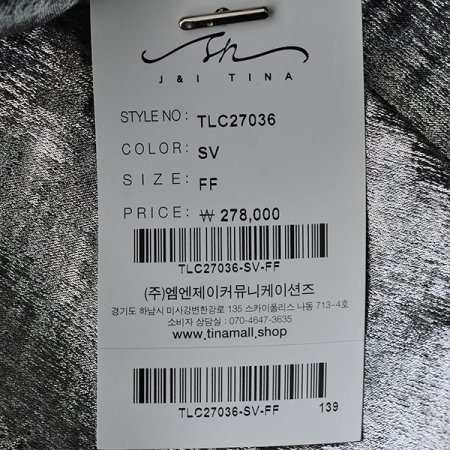 J & I TINA
STYLE NO: TLC27036
COLOR: SV
SIZE: FF
PRICE: ₩ 278,000
TLC27036-SV-FF
(주)엠엔제이커뮤니케이션즈
경기도 하남시 미사강변한강로 135 스카이폴리스 나동 713-4호
소비자 상담실 : 070-4647-3635
www.tinamall.shop
TLC27036-SV-FF 139